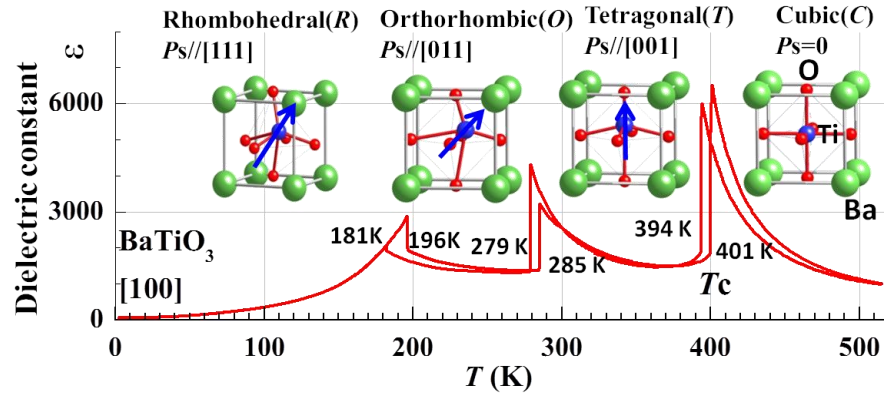 Rhombohedral(R)
Ps//[111]
Orthorhombic(O)
Ps//[011]
Tetragonal(T)
Ps//[001]
Cubic(C)
Ps=0
O
Ti
Ba
Dielectric constant ε
6000
3000
0
181K
196K
279 K
285 K
394 K
401 K
Tc
BaTiO₃
[100]
0
100
200
300
400
500
T (K)